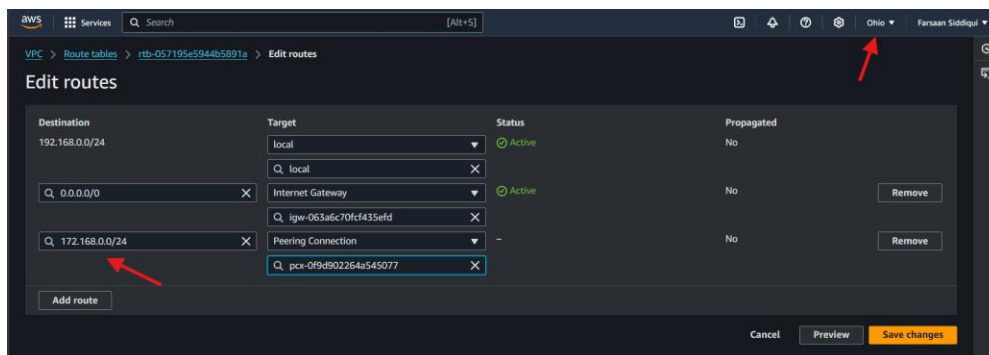 aws Services Search [Alt+S] Ohio Farsaan Siddiqui
VPC > Route tables > rtb-057195e5944b5891a > Edit routes
Edit routes
Destination Target Status Propagated
192.168.0.0/24 local Active No
local
0.0.0.0/0 Internet Gateway Active No Remove
igw-063a6c70fcf435efd
172.168.0.0/24 Peering Connection – No Remove
pcx-0f9d902264a545077
Add route
Cancel Preview Save changes